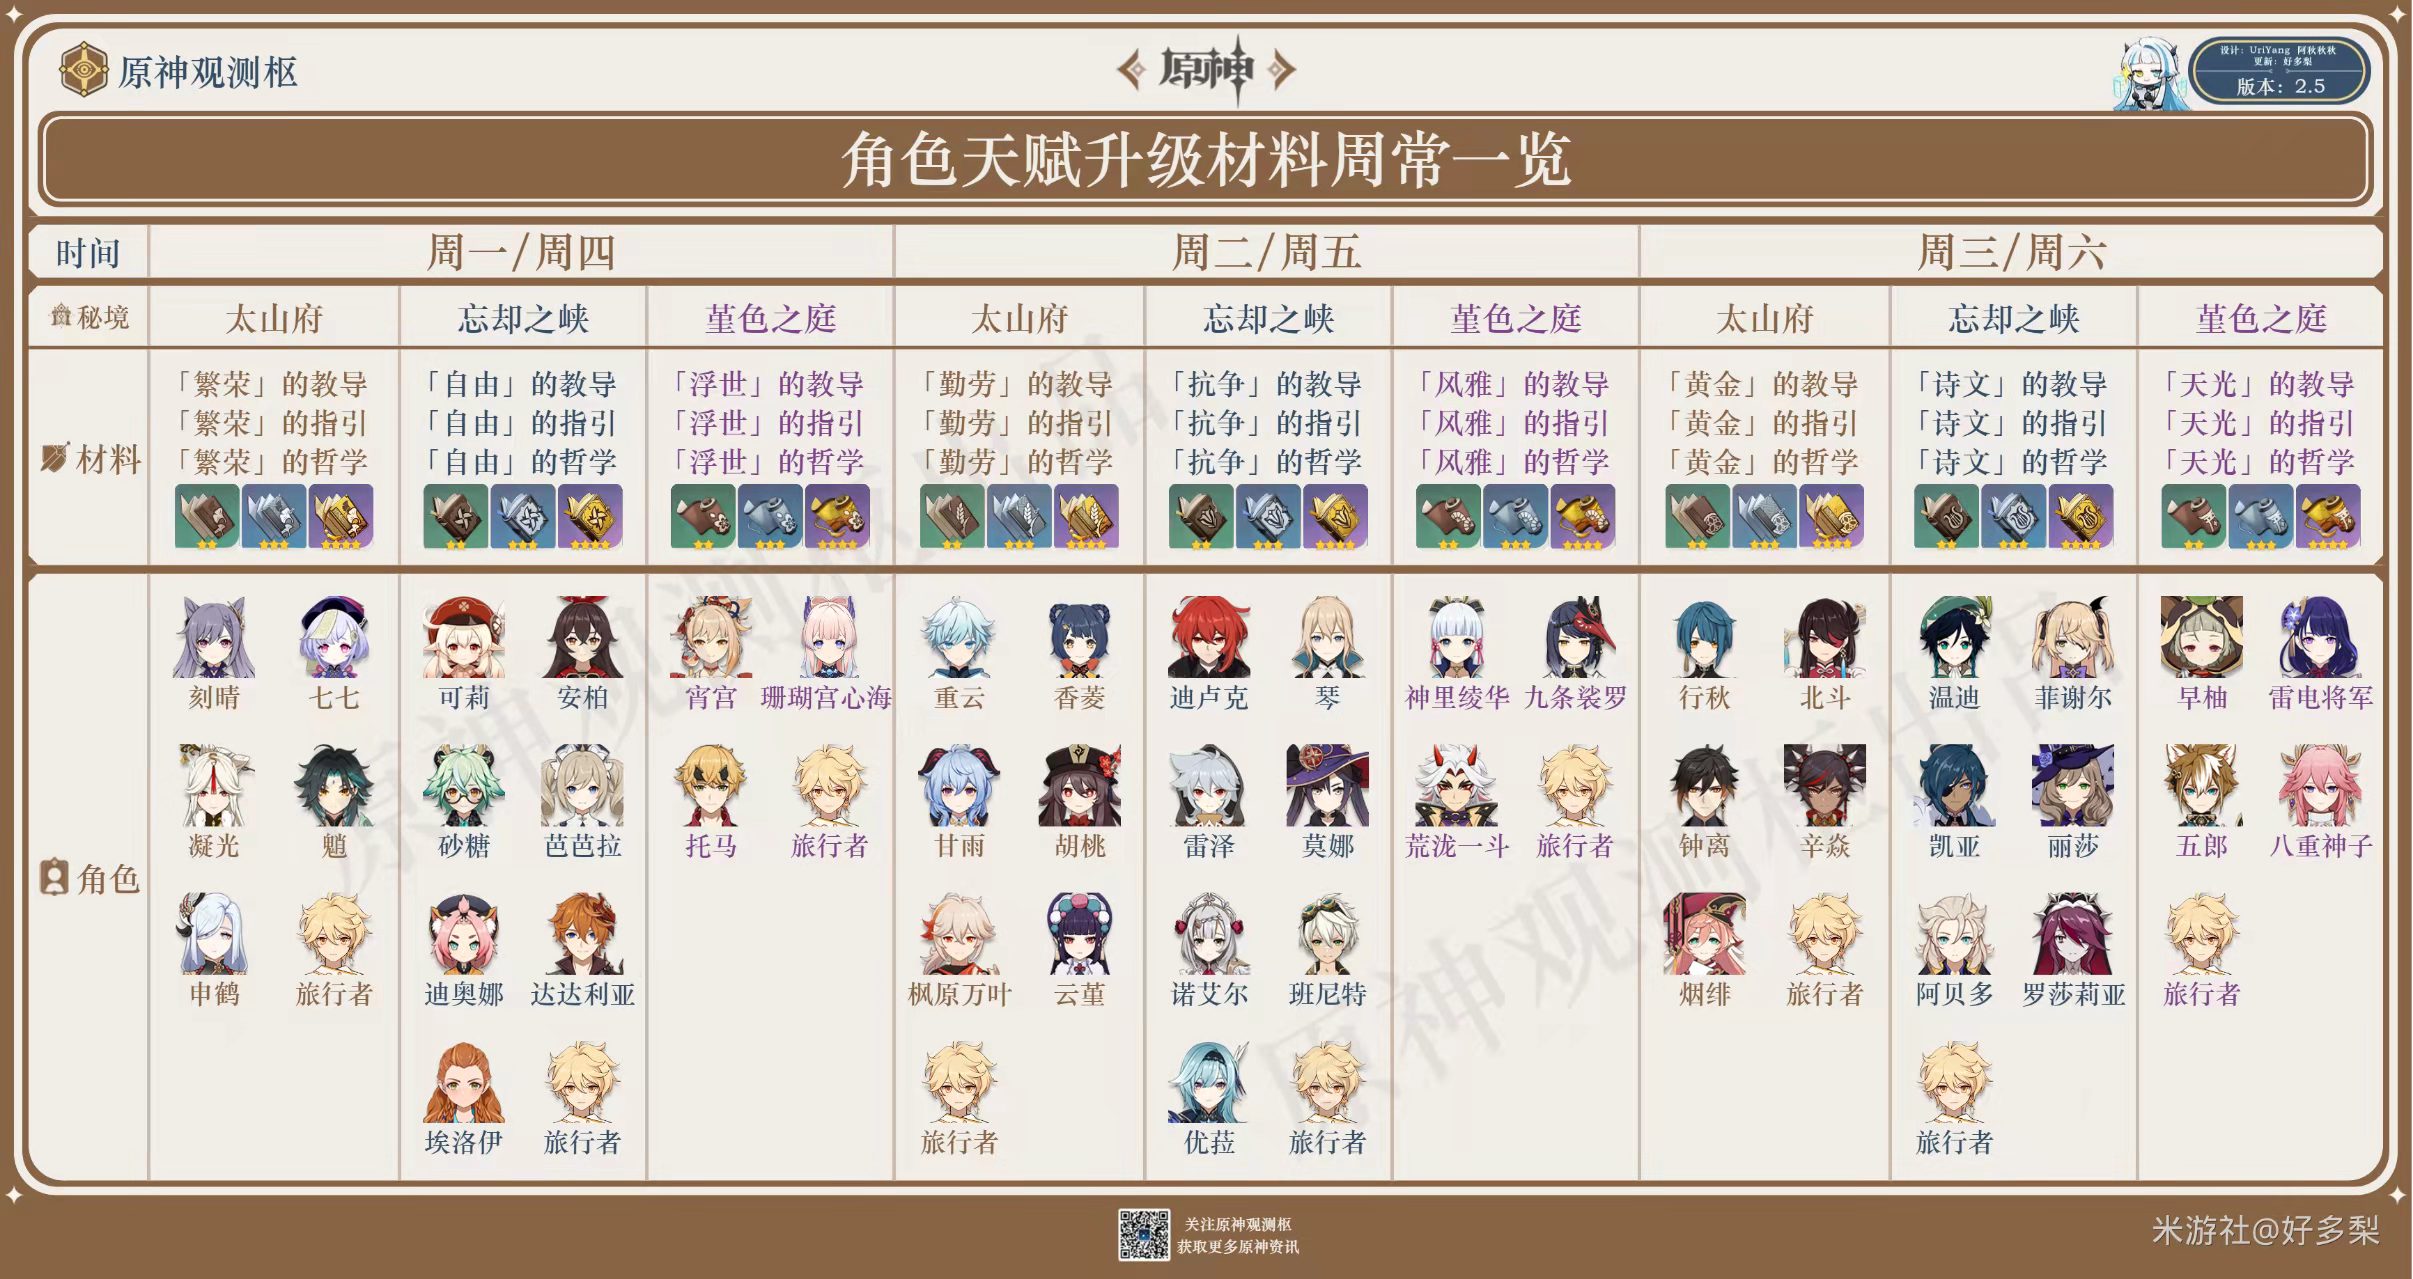 原神观测枢
原神
设计：UriYang 阿秋秋秋
更新：好多梨
版本：2.5
角色天赋升级材料周常一览
时间 周一/周四 周二/周五 周三/周六
秘境 太山府 忘却之峡 堇色之庭 太山府 忘却之峡 堇色之庭 太山府 忘却之峡 堇色之庭
「繁荣」的教导 「自由」的教导 「浮世」的教导 「勤劳」的教导 「抗争」的教导 「风雅」的教导 「黄金」的教导 「诗文」的教导 「天光」的教导
「繁荣」的指引 「自由」的指引 「浮世」的指引 「勤劳」的指引 「抗争」的指引 「风雅」的指引 「黄金」的指引 「诗文」的指引 「天光」的指引
材料 「繁荣」的哲学 「自由」的哲学 「浮世」的哲学 「勤劳」的哲学 「抗争」的哲学 「风雅」的哲学 「黄金」的哲学 「诗文」的哲学 「天光」的哲学
刻晴 七七 可莉 安柏 宵宫 珊瑚宫心海 重云 香菱 迪卢克 琴 神里绫华 九条裟罗 行秋 北斗 温迪 菲谢尔 早柚 雷电将军
凝光 魈 砂糖 芭芭拉 托马 旅行者 甘雨 胡桃 雷泽 莫娜 荒泷一斗 旅行者 钟离 辛焱 凯亚 丽莎 五郎 八重神子
角色
申鹤 旅行者 迪奥娜 达达利亚 枫原万叶 云堇 诺艾尔 班尼特 烟绯 旅行者 阿贝多 罗莎莉亚 旅行者
埃洛伊 旅行者 旅行者 优菈 旅行者 旅行者
原神观测枢出品
原神观测枢出品
关注原神观测枢
获取更多原神资讯
米游社@好多梨